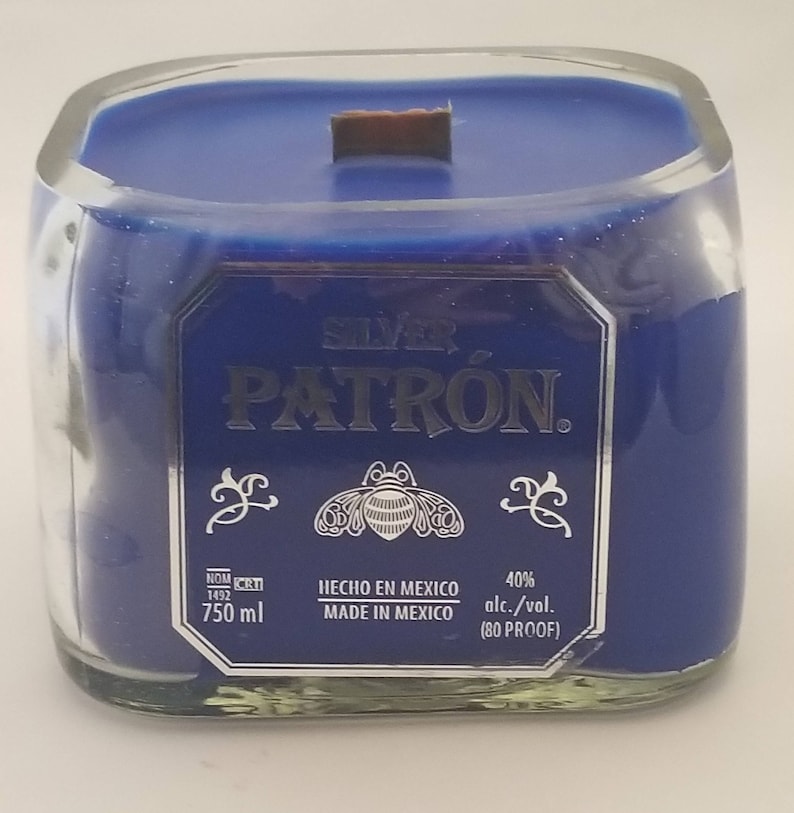 SILVER
PATRÓN®
NOM CRT
1492
750 ml
HECHO EN MEXICO
MADE IN MEXICO
40%
alc./vol.
(80 PROOF)